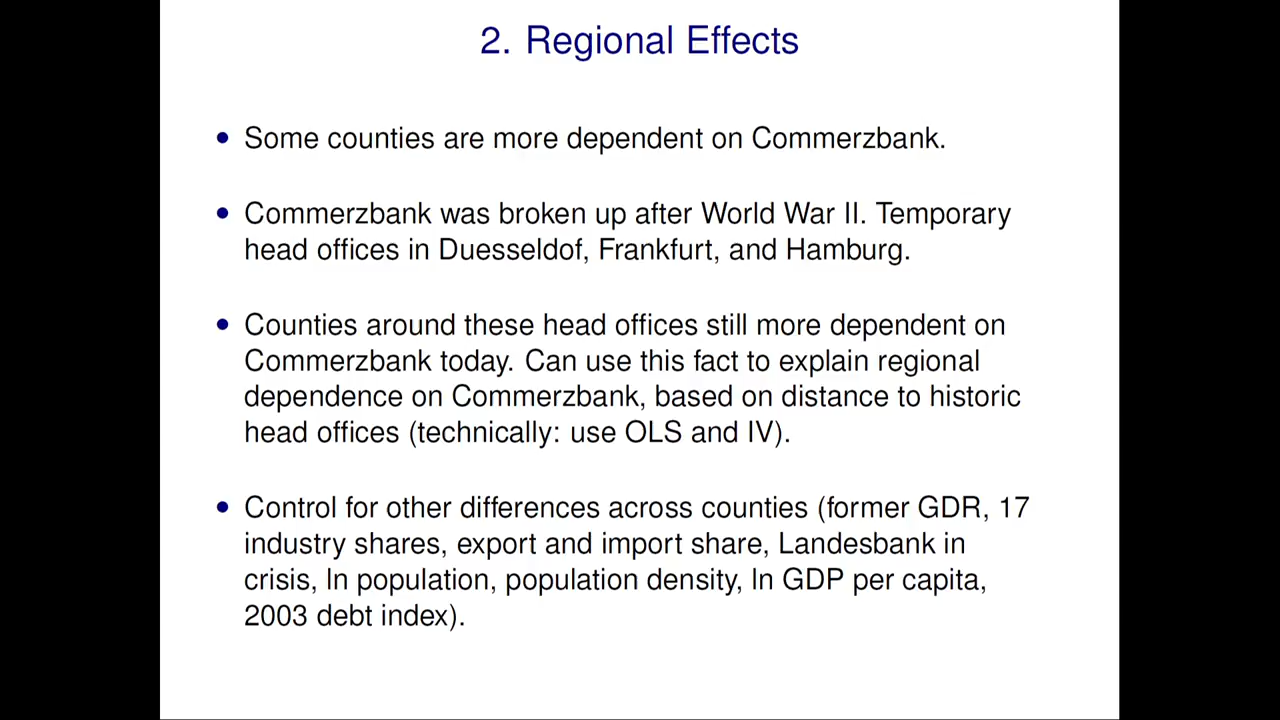 2. Regional Effects
• Some counties are more dependent on Commerzbank.
• Commerzbank was broken up after World War II. Temporary
head offices in Duesseldof, Frankfurt, and Hamburg.
• Counties around these head offices still more dependent on
Commerzbank today. Can use this fact to explain regional
dependence on Commerzbank, based on distance to historic
head offices (technically: use OLS and IV).
• Control for other differences across counties (former GDR, 17
industry shares, export and import share, Landesbank in
crisis, ln population, population density, ln GDP per capita,
2003 debt index).